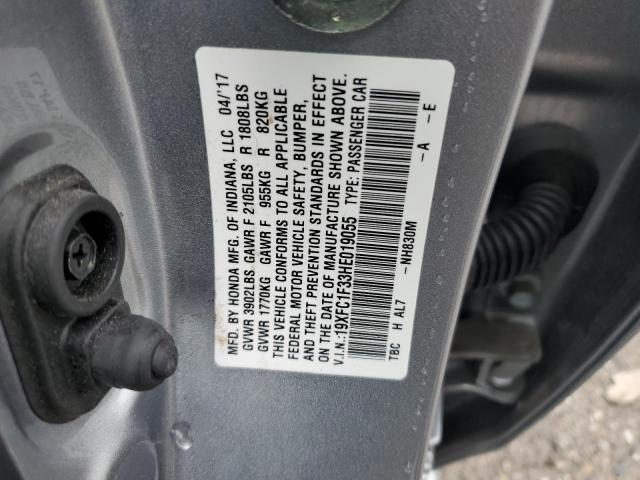 MFD. BY HONDA MFG. OF INDIANA, LLC 04/'17
GVWR 3902LBS GAWR F 2105LBS R 1808LBS
GVWR 1770KG GAWR F 955KG R 820KG
THIS VEHICLE CONFORMS TO ALL APPLICABLE
FEDERAL MOTOR VEHICLE SAFETY, BUMPER,
AND THEFT PREVENTION STANDARDS IN EFFECT
ON THE DATE OF MANUFACTURE SHOWN ABOVE.
V.I.N.:19XFC1F33HE019055 TYPE: PASSENGER CAR
TBC H AL7 –NH830M –A –E